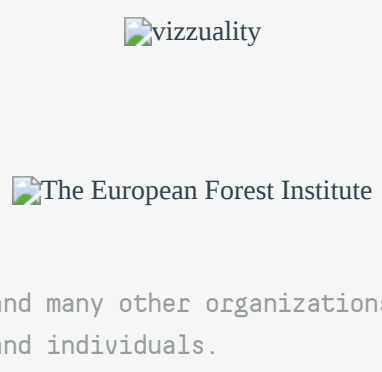 vizzuality
The European Forest Institute
and many other organizations
and individuals.